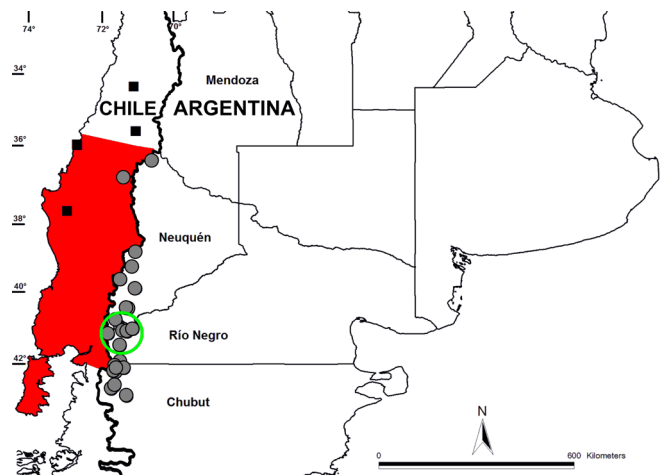 74° 72° 70°
34°
Mendoza
CHILE ARGENTINA
36°
38°
Neuquén
40°
Río Negro
42°
Chubut
N
0 600 Kilometers